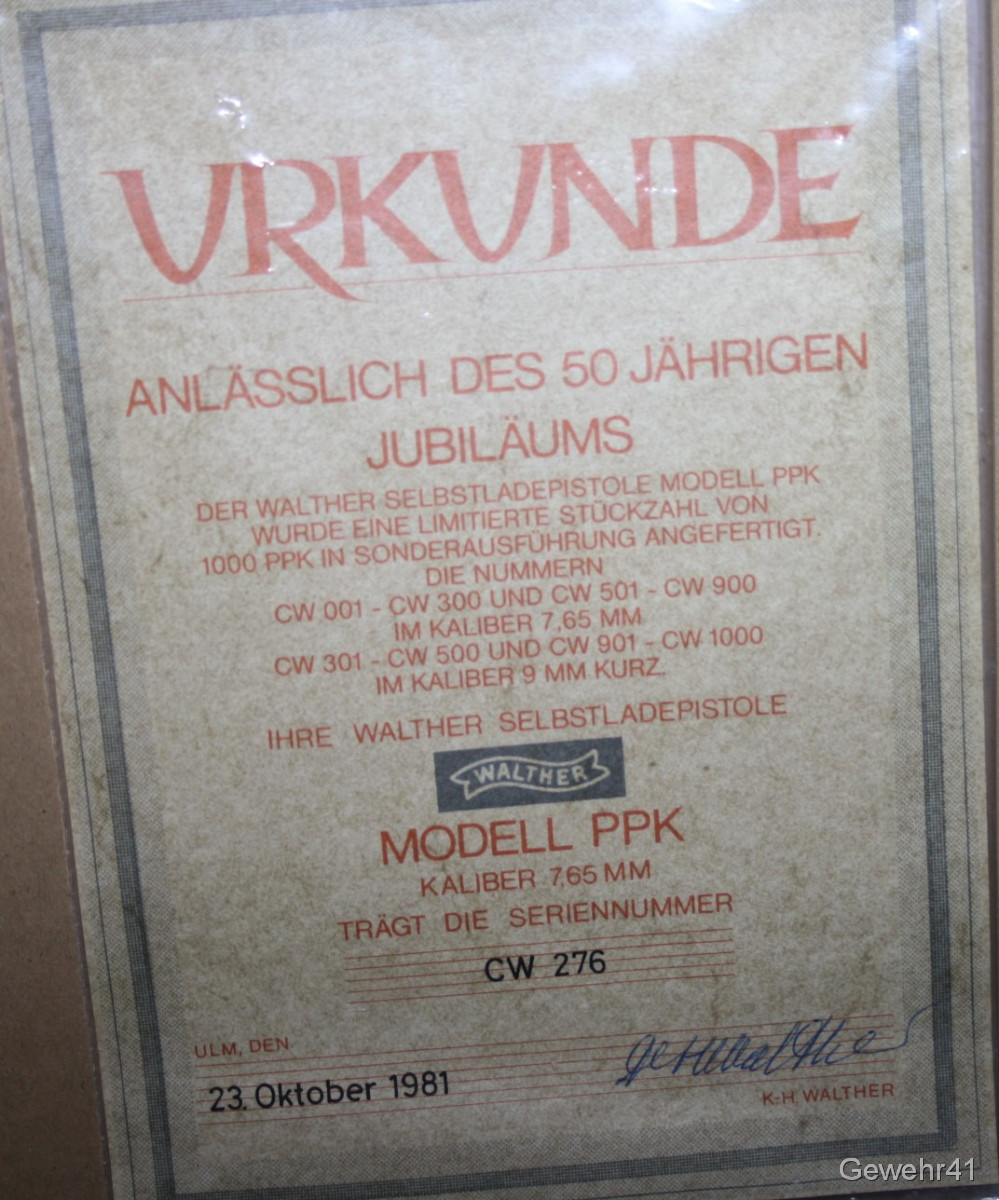 URKUNDE
ANLÄSSLICH DES 50 JÄHRIGEN
JUBILÄUMS
DER WALTHER SELBSTLADEPISTOLE MODELL PPK
WURDE EINE LIMITIERTE STÜCKZAHL VON
1000 PPK IN SONDERAUSFÜHRUNG ANGEFERTIGT.
DIE NUMMERN
CW 001 - CW 300 UND CW 501 - CW 900
IM KALIBER 7,65 MM
CW 301 - CW 500 UND CW 901 - CW 1000
IM KALIBER 9 MM KURZ.
IHRE WALTHER SELBSTLADEPISTOLE
WALTHER
MODELL PPK
KALIBER 7,65 MM
TRÄGT DIE SERIENNUMMER
CW 276
ULM, DEN
23. Oktober 1981
K-H WALTHER
Gewehr41